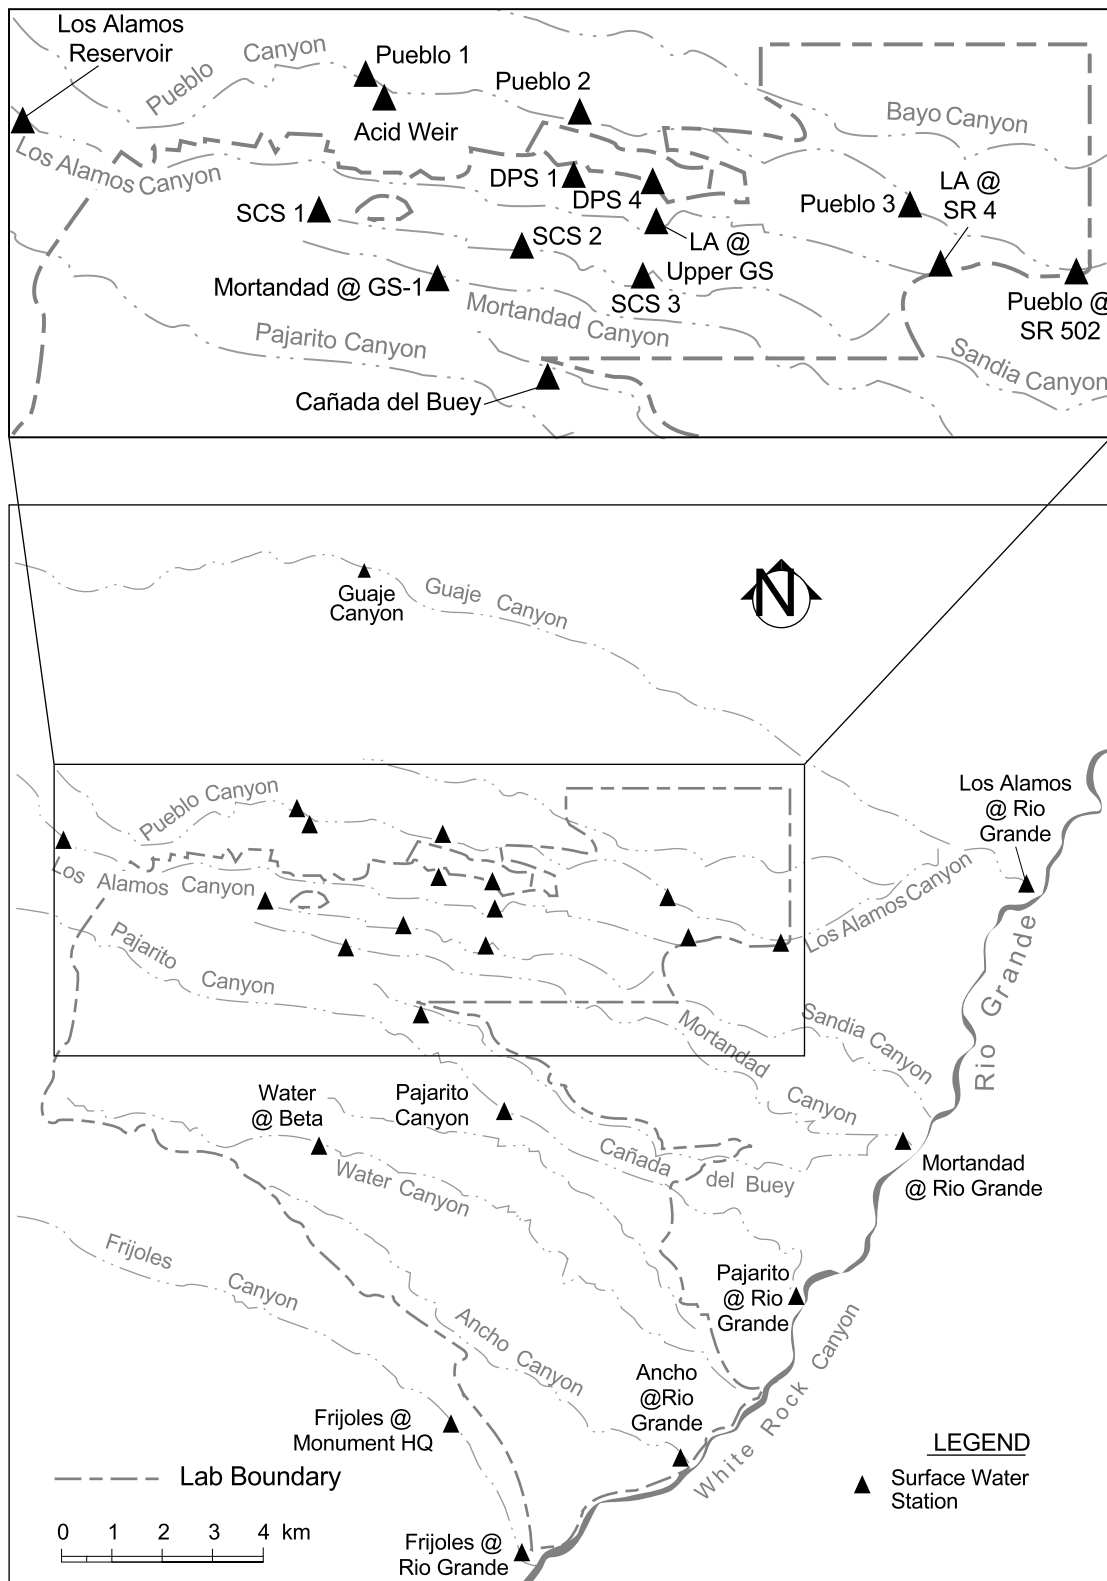 Los Alamos
Reservoir
Pueblo Canyon
Pueblo 1
Acid Weir
Pueblo 2
Bayo Canyon
Los Alamos Canyon
DPS 1
DPS 4
LA @
SR 4
Pueblo 3
SCS 1
SCS 2
LA @
Upper GS
Mortandad @ GS-1
SCS 3
Mortandad Canyon
Pueblo @
SR 502
Pajarito Canyon
Sandia Canyon
Cañada del Buey
Guaje
Canyon
Guaje Canyon
N
Los Alamos
@ Rio
Grande
Pueblo Canyon
Los Alamos Canyon
Los Alamos Canyon
Pajarito Canyon
Rio Grande
Sandia Canyon
Mortandad Canyon
Water
@ Beta
Pajarito
Canyon
Cañada del Buey
Mortandad
@ Rio Grande
Water Canyon
Frijoles Canyon
Pajarito
@ Rio
Grande
Ancho Canyon
White Rock Canyon
Ancho
@Rio
Grande
Frijoles @
Monument HQ
LEGEND
Surface Water
Station
Lab Boundary
0 1 2 3 4 km
Frijoles @
Rio Grande